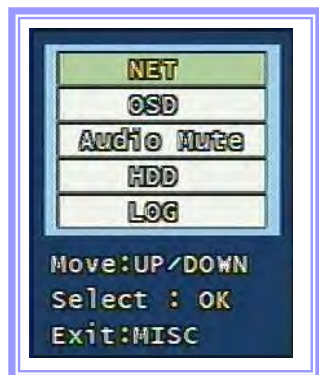 NET
OSD
Audio Mute
HDD
LOG
Move:UP/DOWN
Select : OK
Exit:MISC